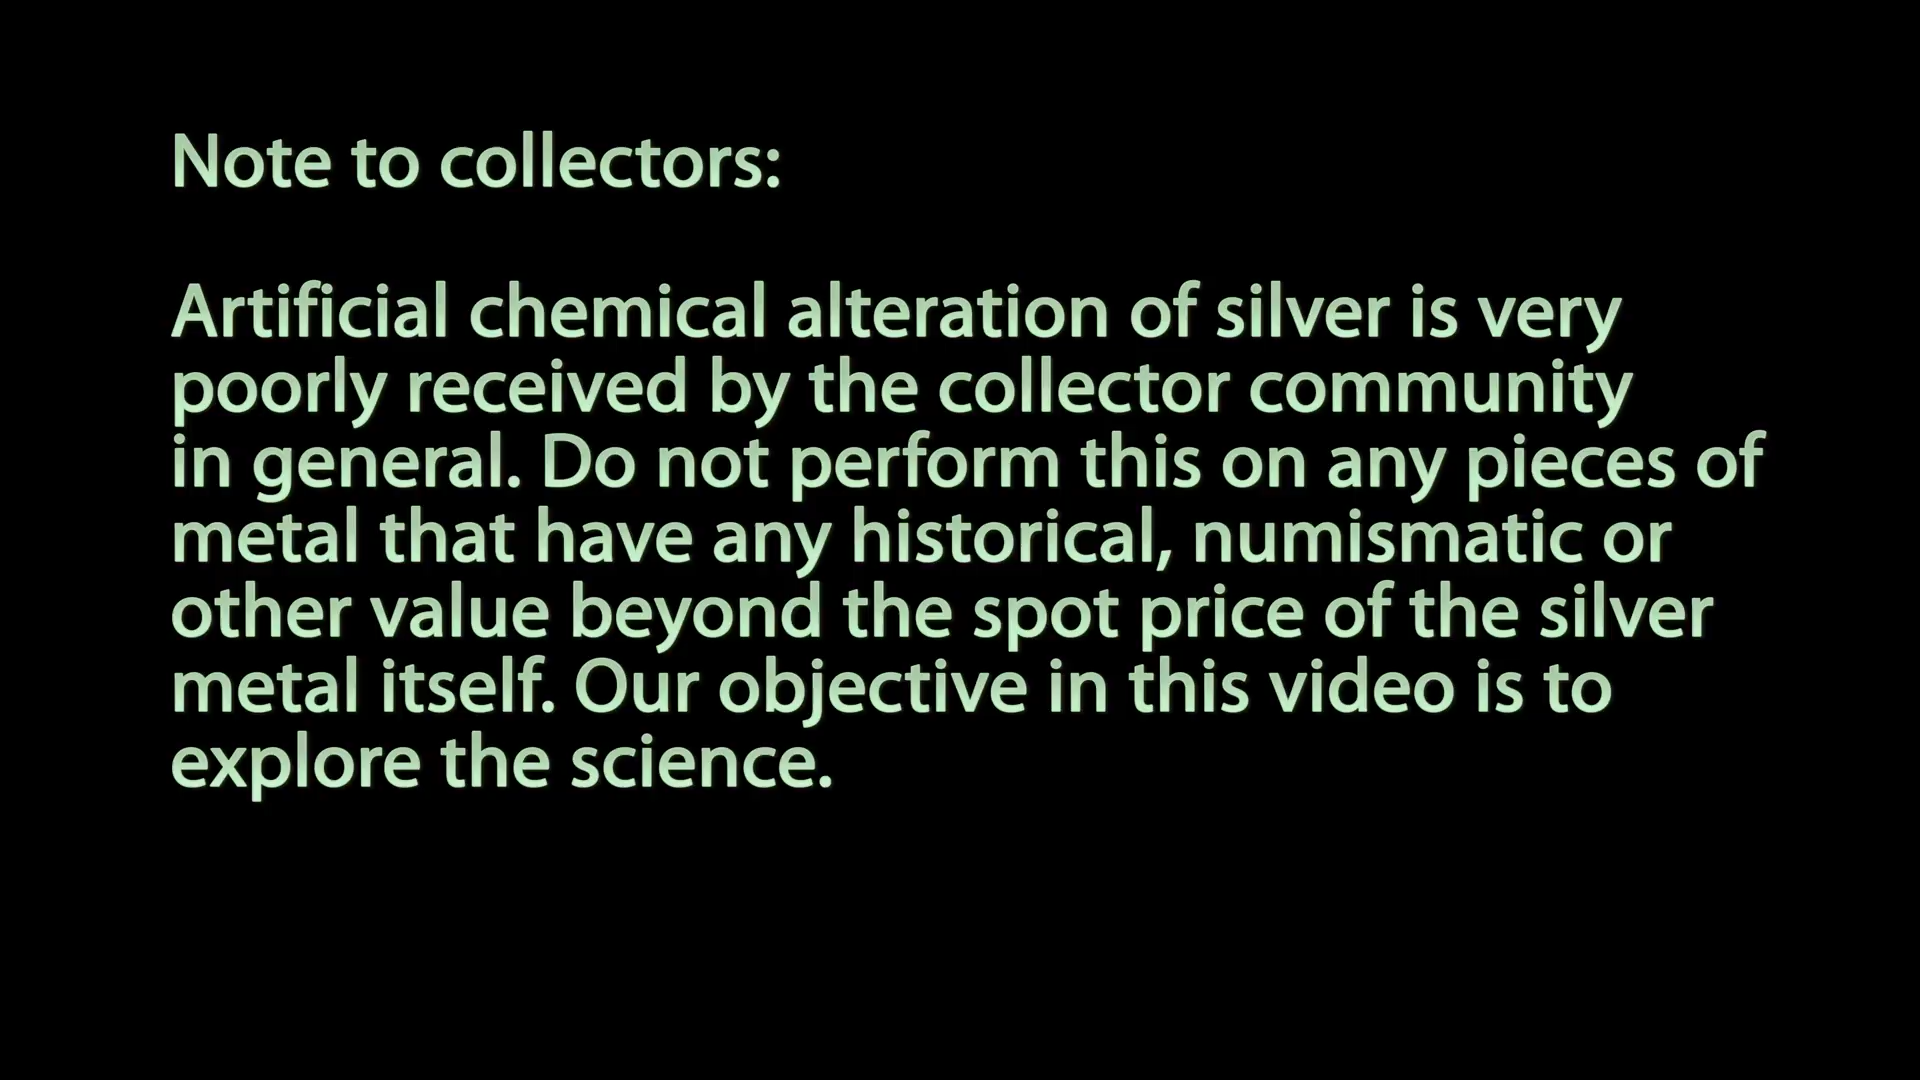 Note to collectors:
Artificial chemical alteration of silver is very
poorly received by the collector community
in general. Do not perform this on any pieces of
metal that have any historical, numismatic or
other value beyond the spot price of the silver
metal itself. Our objective in this video is to
explore the science.